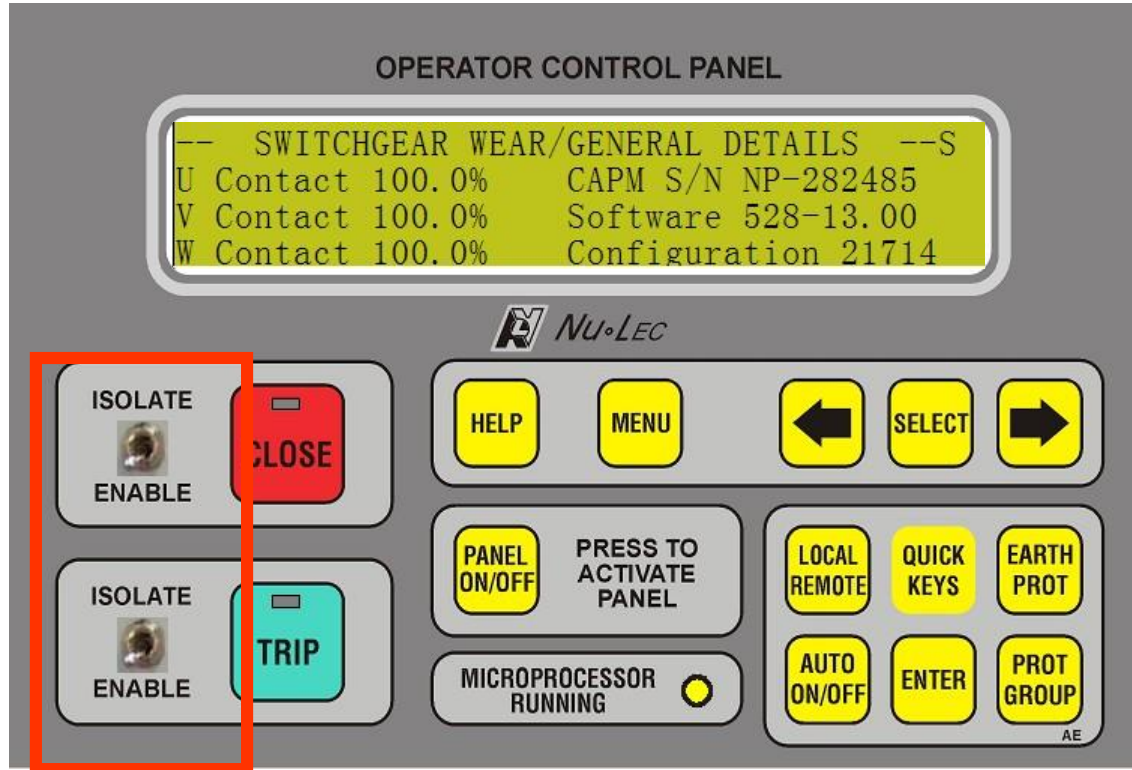 OPERATOR CONTROL PANEL
-- SWITCHGEAR WEAR/GENERAL DETAILS --S
U Contact 100.0% CAPM S/N NP-282485
V Contact 100.0% Software 528-13.00
W Contact 100.0% Configuration 21714
NU•LEC
ISOLATE
ENABLE
CLOSE
HELP
MENU
SELECT
ISOLATE
ENABLE
TRIP
PANEL
ON/OFF
PRESS TO
ACTIVATE
PANEL
MICROPROCESSOR
RUNNING
LOCAL
REMOTE
QUICK
KEYS
EARTH
PROT
AUTO
ON/OFF
ENTER
PROT
GROUP
AE